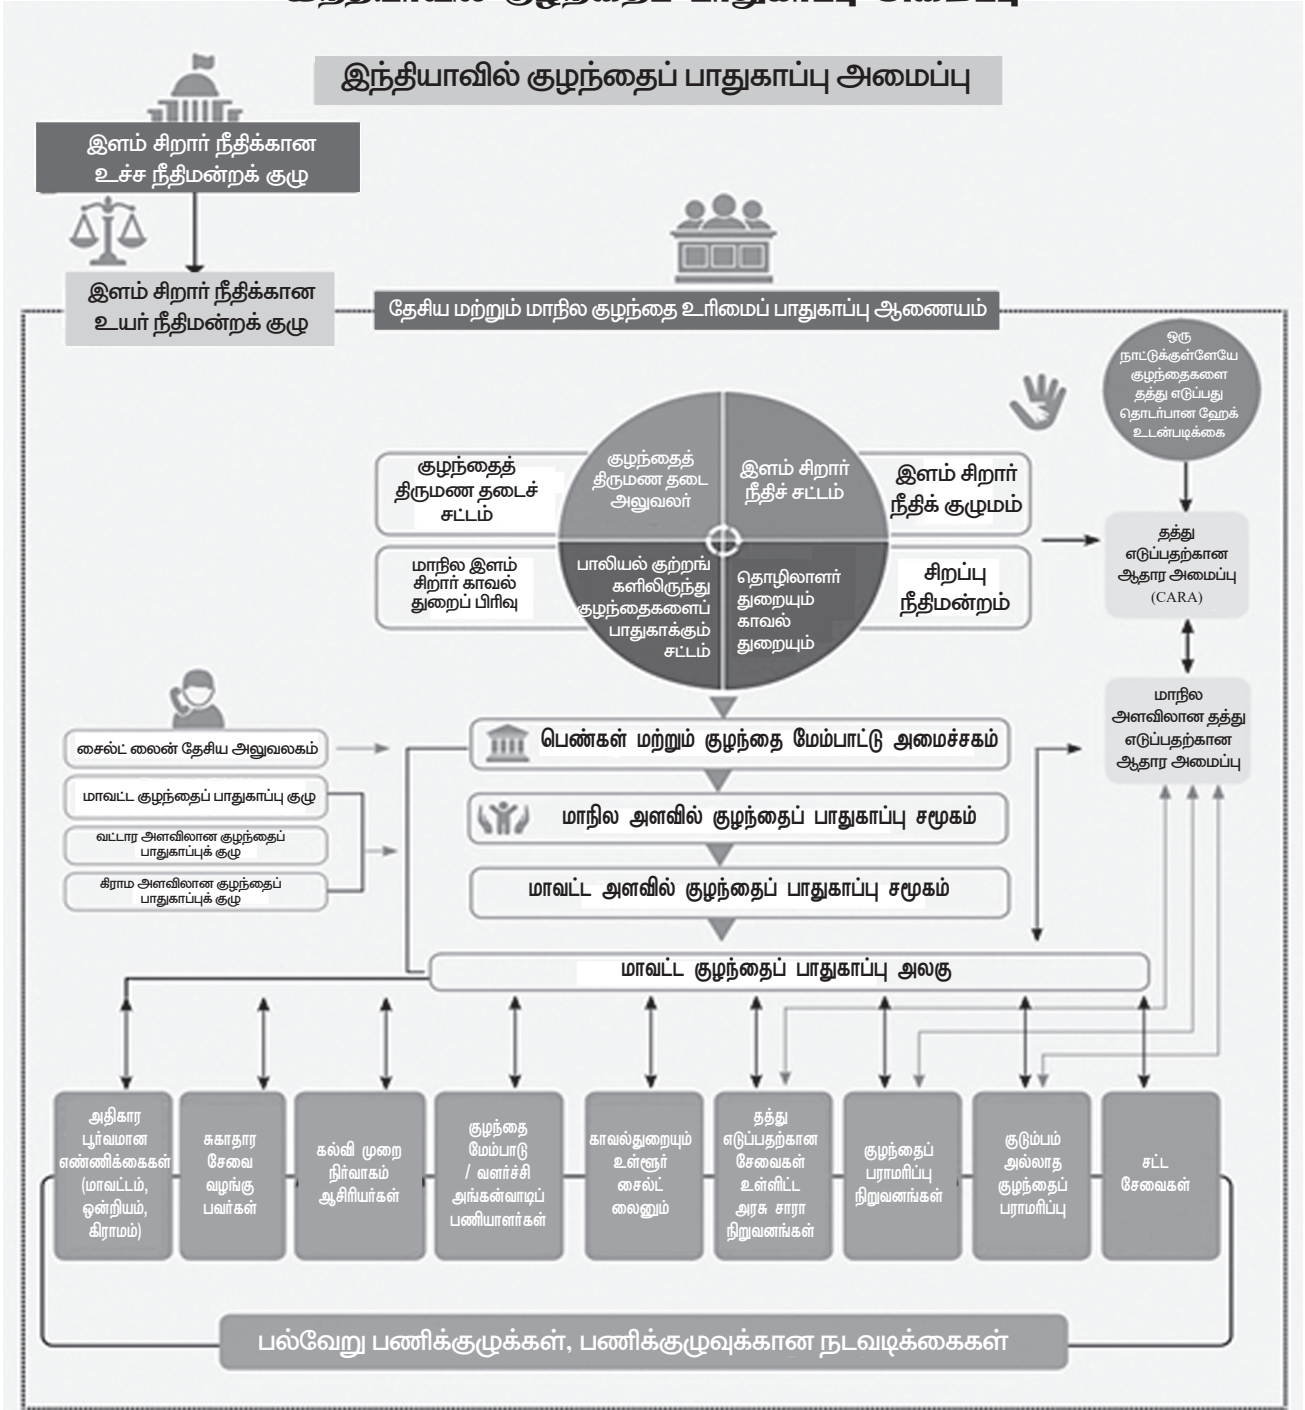 இந்தியாவில் குழந்தைப் பாதுகாப்பு அமைப்பு
இந்தியாவில் குழந்தைப் பாதுகாப்பு அமைப்பு
இளம் சிறார் நீதிக்கான
உச்ச நீதிமன்றக் குழு
இளம் சிறார் நீதிக்கான
உயர் நீதிமன்றக் குழு
தேசிய மற்றும் மாநில குழந்தை உரிமைப் பாதுகாப்பு ஆணையம்
ஒரு
நாட்டுக்குள்ளேயே
குழந்தைகளை
தத்து எடுப்பது
தொடர்பான ஹேக்
உடன்படிக்கை
குழந்தைத்
திருமண தடைச்
சட்டம்
குழந்தைத்
திருமண தடை
அலுவலர்
இளம் சிறார்
நீதிச் சட்டம்
இளம் சிறார்
நீதிக் குழுமம்
மாநில இளம்
சிறார் காவல்
துறைப் பிரிவு
பாலியல் குற்றங்
களிலிருந்து
குழந்தைகளைப்
பாதுகாக்கும்
சட்டம்
தொழிலாளர்
துறையும்
காவல்
துறையும்
சிறப்பு
நீதிமன்றம்
தத்து
எடுப்பதற்கான
ஆதார அமைப்பு
(CARA)
மாநில
அளவிலான தத்து
எடுப்பதற்கான
ஆதார அமைப்பு
சைல்ட் லைன் தேசிய அலுவலகம்
மாவட்ட குழந்தைப் பாதுகாப்பு குழு
வட்டார அளவிலான குழந்தைப்
பாதுகாப்புக் குழு
கிராம அளவிலான குழந்தைப்
பாதுகாப்புக் குழு
பெண்கள் மற்றும் குழந்தை மேம்பாட்டு அமைச்சகம்
மாநில அளவில் குழந்தைப் பாதுகாப்பு சமூகம்
மாவட்ட அளவில் குழந்தைப் பாதுகாப்பு சமூகம்
மாவட்ட குழந்தைப் பாதுகாப்பு அலகு
அதிகார
பூர்வமான
எண்ணிக்கைகள்
(மாவட்டம்,
ஒன்றியம்,
கிராமம்)
சுகாதார
சேவை
வழங்கு
பவர்கள்
கல்வி முறை
நிர்வாகம்
ஆசிரியர்கள்
குழந்தை
மேம்பாடு
/ வளர்ச்சி
அங்கன்வாடிப்
பணியாளர்கள்
காவல்துறையும்
உள்ளூர்
சைல்ட்
லைனும்
தத்து
எடுப்பதற்கான
சேவைகள்
உள்ளிட்ட
அரசு சாரா
நிறுவனங்கள்
குழந்தைப்
பராமரிப்பு
நிறுவனங்கள்
குடும்பம்
அல்லாத
குழந்தைப்
பராமரிப்பு
சட்ட
சேவைகள்
பல்வேறு பணிக்குழுக்கள், பணிக்குழுவுக்கான நடவடிக்கைகள்